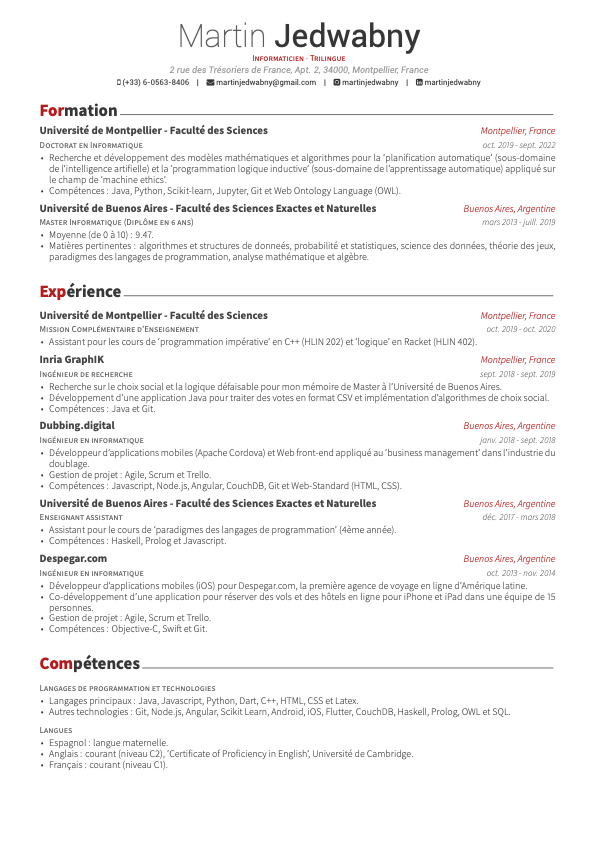 Martin Jedwabny
Informaticien · Trilingue
2 rue des Trésoriers de France, Apt. 2, 34000, Montpellier, France
(+33) 6-0563-8406 | martinjedwabny@gmail.com | martinjedwabny | martinjedwabny
Formation
Université de Montpellier - Faculté des Sciences Montpellier, France
Doctorat en Informatique oct. 2019 - sept. 2022
• Recherche et développement des modèles mathématiques et algorithmes pour la ‘planification automatique’ (sous-domaine
de l’intelligence artifielle) et la ‘programmation logique inductive’ (sous-domaine de l’apprentissage automatique) appliqué sur
le champ de ‘machine ethics’.
• Compétences : Java, Python, Scikit-learn, Jupyter, Git et Web Ontology Language (OWL).
Université de Buenos Aires - Faculté des Sciences Exactes et Naturelles Buenos Aires, Argentine
Master Informatique (Diplôme en 6 ans) mars 2013 - juill. 2019
• Moyenne (de 0 à 10) : 9.47.
• Matières pertinentes : algorithmes et structures de donneés, probabilité et statistiques, science des données, théorie des jeux,
paradigmes des langages de programmation, analyse mathématique et algèbre.
Expérience
Université de Montpellier - Faculté des Sciences Montpellier, France
Mission Complémentaire d’Enseignement oct. 2019 - oct. 2020
• Assistant pour les cours de ‘programmation impérative’ en C++ (HLIN 202) et ‘logique’ en Racket (HLIN 402).
Inria GraphIK Montpellier, France
Ingénieur de recherche sept. 2018 - sept. 2019
• Recherche sur le choix social et la logique défaisable pour mon mémoire de Master à l’Université de Buenos Aires.
• Développement d’une application Java pour traiter des votes en format CSV et implémentation d’algorithmes de choix social.
• Compétences : Java et Git.
Dubbing.digital Buenos Aires, Argentine
Ingénieur en informatique janv. 2018 - sept. 2018
• Développeur d’applications mobiles (Apache Cordova) et Web front-end appliqué au ‘business management’ dans l’industrie du
doublage.
• Gestion de projet : Agile, Scrum et Trello.
• Compétences : Javascript, Node.js, Angular, CouchDB, Git et Web-Standard (HTML, CSS).
Université de Buenos Aires - Faculté des Sciences Exactes et Naturelles Buenos Aires, Argentine
Enseignant assistant déc. 2017 - mars 2018
• Assistant pour le cours de ‘paradigmes des langages de programmation’ (4ème année).
• Compétences : Haskell, Prolog et Javascript.
Despegar.com Buenos Aires, Argentine
Ingénieur en informatique oct. 2013 - nov. 2014
• Développeur d’applications mobiles (iOS) pour Despegar.com, la première agence de voyage en ligne d’Amérique latine.
• Co-développement d’une application pour réserver des vols et des hôtels en ligne pour iPhone et iPad dans une équipe de 15
personnes.
• Gestion de projet : Agile, Scrum et Trello.
• Compétences : Objective-C, Swift et Git.
Compétences
Langages de programmation et technologies
• Langages principaux : Java, Javascript, Python, Dart, C++, HTML, CSS et Latex.
• Autres technologies : Git, Node.js, Angular, Scikit Learn, Android, iOS, Flutter, CouchDB, Haskell, Prolog, OWL et SQL.
Langues
• Espagnol : langue maternelle.
• Anglais : courant (niveau C2), ‘Certificate of Proficiency in English’, Université de Cambridge.
• Français : courant (niveau C1).